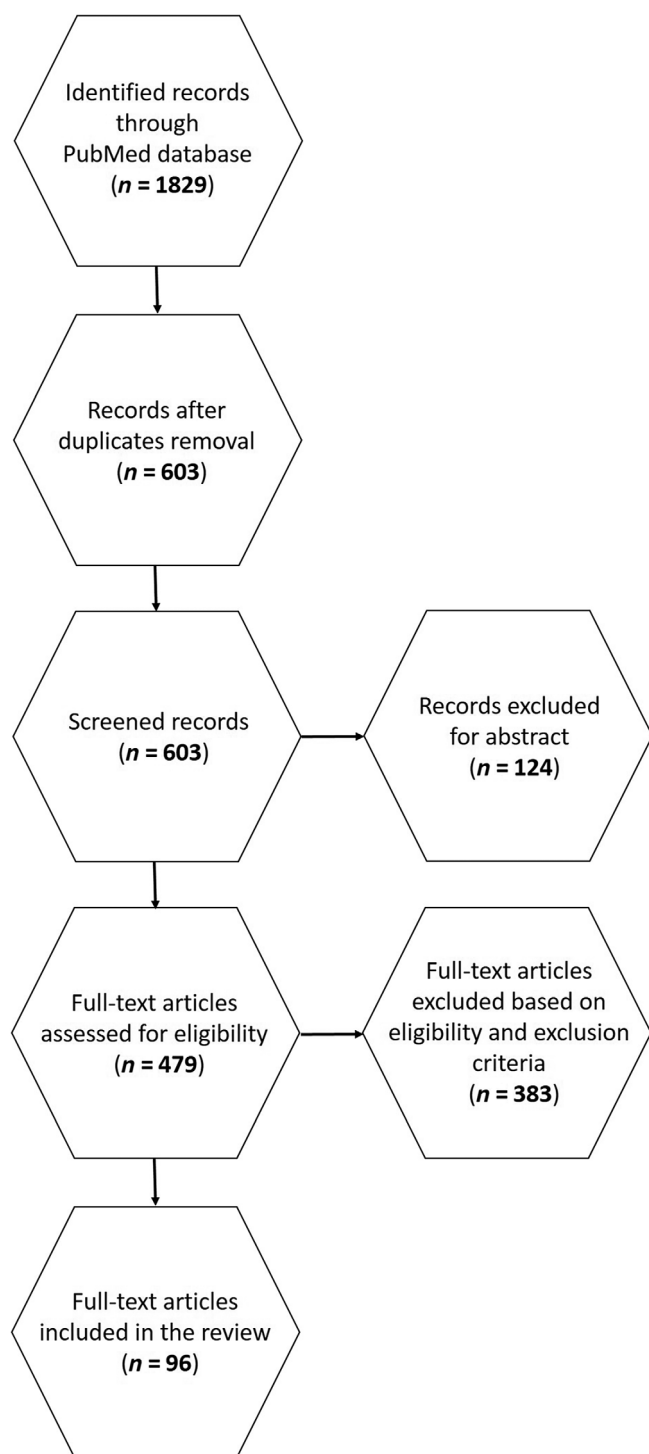 Identified records
through
PubMed database
(n = 1829)
Records after
duplicates removal
(n = 603)
Screened records
(n = 603)
Records excluded
for abstract
(n = 124)
Full-text articles
assessed for eligibility
(n = 479)
Full-text articles
excluded based on
eligibility and exclusion
criteria
(n = 383)
Full-text articles
included in the review
(n = 96)